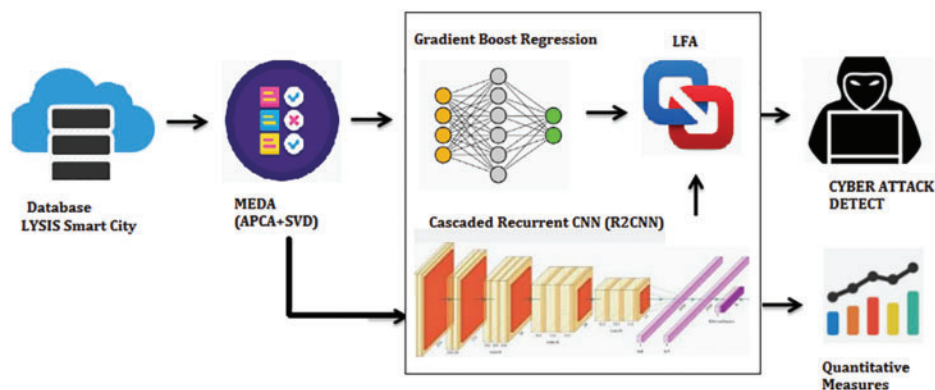 Gradient Boost Regression
LFA
Database
LYSIS Smart City
MEDA
(APCA+SVD)
CYBER ATTACK
DETECT
Cascaded Recurrent CNN (R2CNN)
Quantitative
Measures